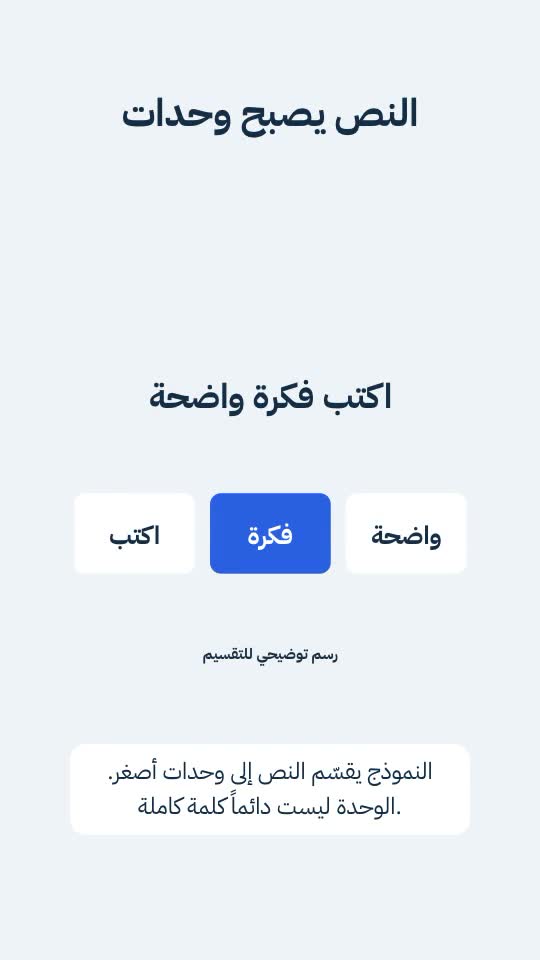 النص يصبح وحدات
اكتب فكرة واضحة
واضحة
فكرة
اكتب
رسم توضيحي للتقسيم
النموذج يقسّم النص إلى وحدات أصغر.
.الوحدة ليست دائماً كلمة كاملة